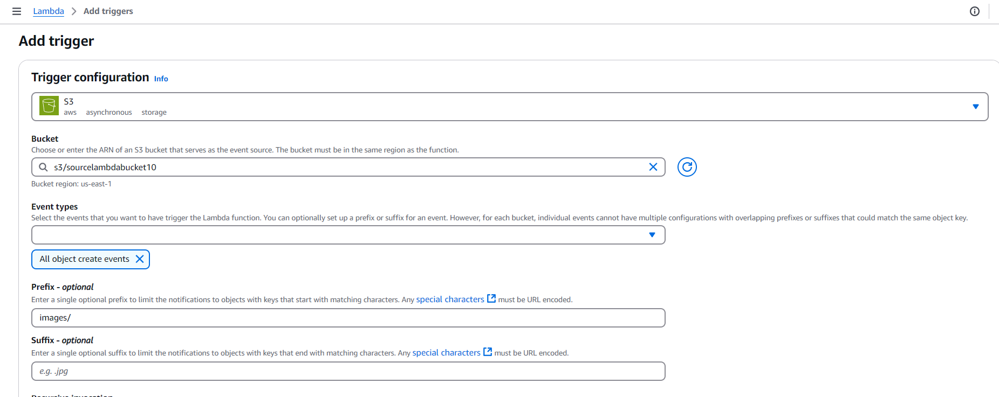 Lambda > Add triggers
Add trigger
Trigger configuration Info
S3
aws asynchronous storage
Bucket
Choose or enter the ARN of an S3 bucket that serves as the event source. The bucket must be in the same region as the function.
s3/sourcelambdabucket10
Bucket region: us-east-1
Event types
Select the events that you want to have trigger the Lambda function. You can optionally set up a prefix or suffix for an event. However, for each bucket, individual events cannot have multiple configurations with overlapping prefixes or suffixes that could match the same object key.
All object create events
Prefix - optional
Enter a single optional prefix to limit the notifications to objects with keys that start with matching characters. Any special characters must be URL encoded.
images/
Suffix - optional
Enter a single optional suffix to limit the notifications to objects with keys that end with matching characters. Any special characters must be URL encoded.
e.g. .jpg
Recursive invocation